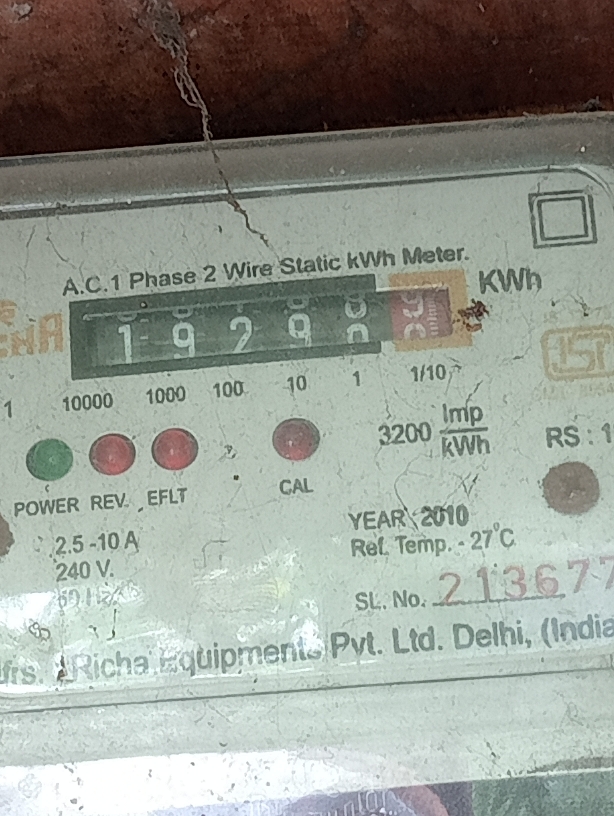 A.C.1 Phase 2 Wire Static kWh Meter.
KWh
1 9 2 9
10000 1000 100 10 1 1/10
3200 Imp/kWh
RS : 1
POWER REV. EFLT CAL
2.5 -10 A
240 V.
YEAR 2010
Ref. Temp. - 27°C
SL. No. 213677
Richa Equipments Pvt. Ltd. Delhi, (India